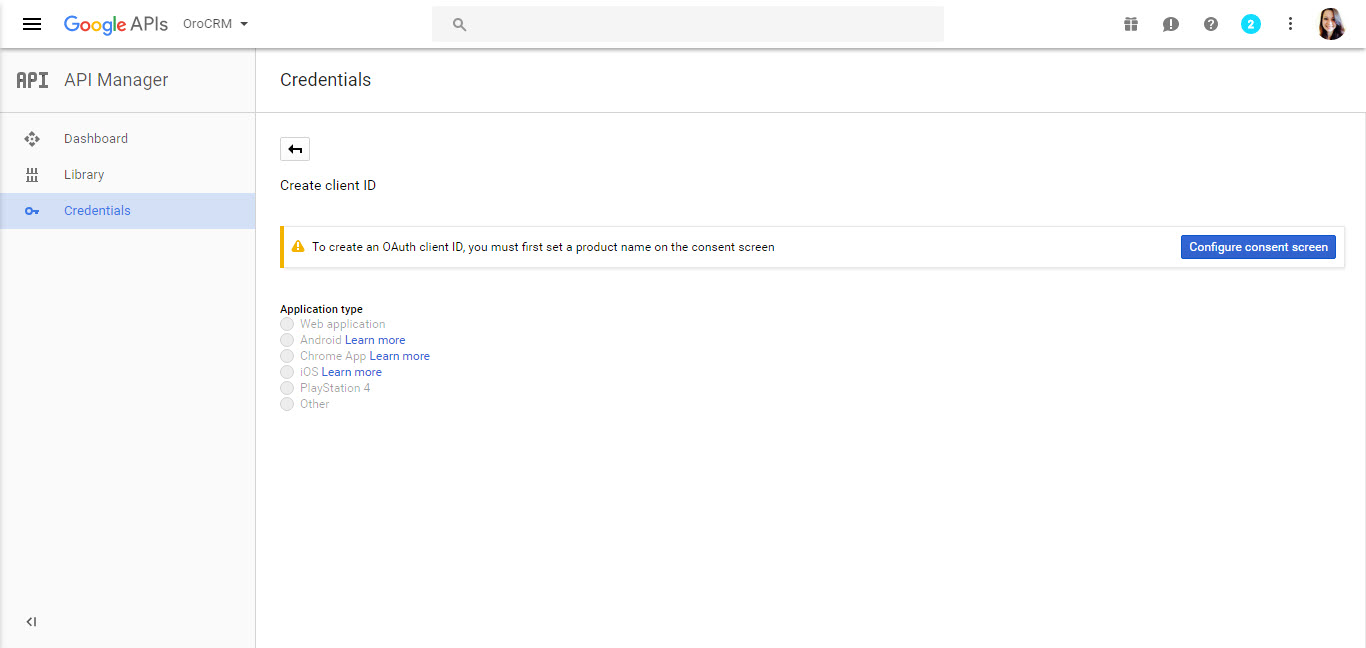 Google APIs OroCRM 2
API API Manager Credentials
Dashboard
Library
Credentials
Create client ID
To create an OAuth client ID, you must first set a product name on the consent screen Configure consent screen
Application type
Web application
Android Learn more
Chrome App Learn more
iOS Learn more
PlayStation 4
Other